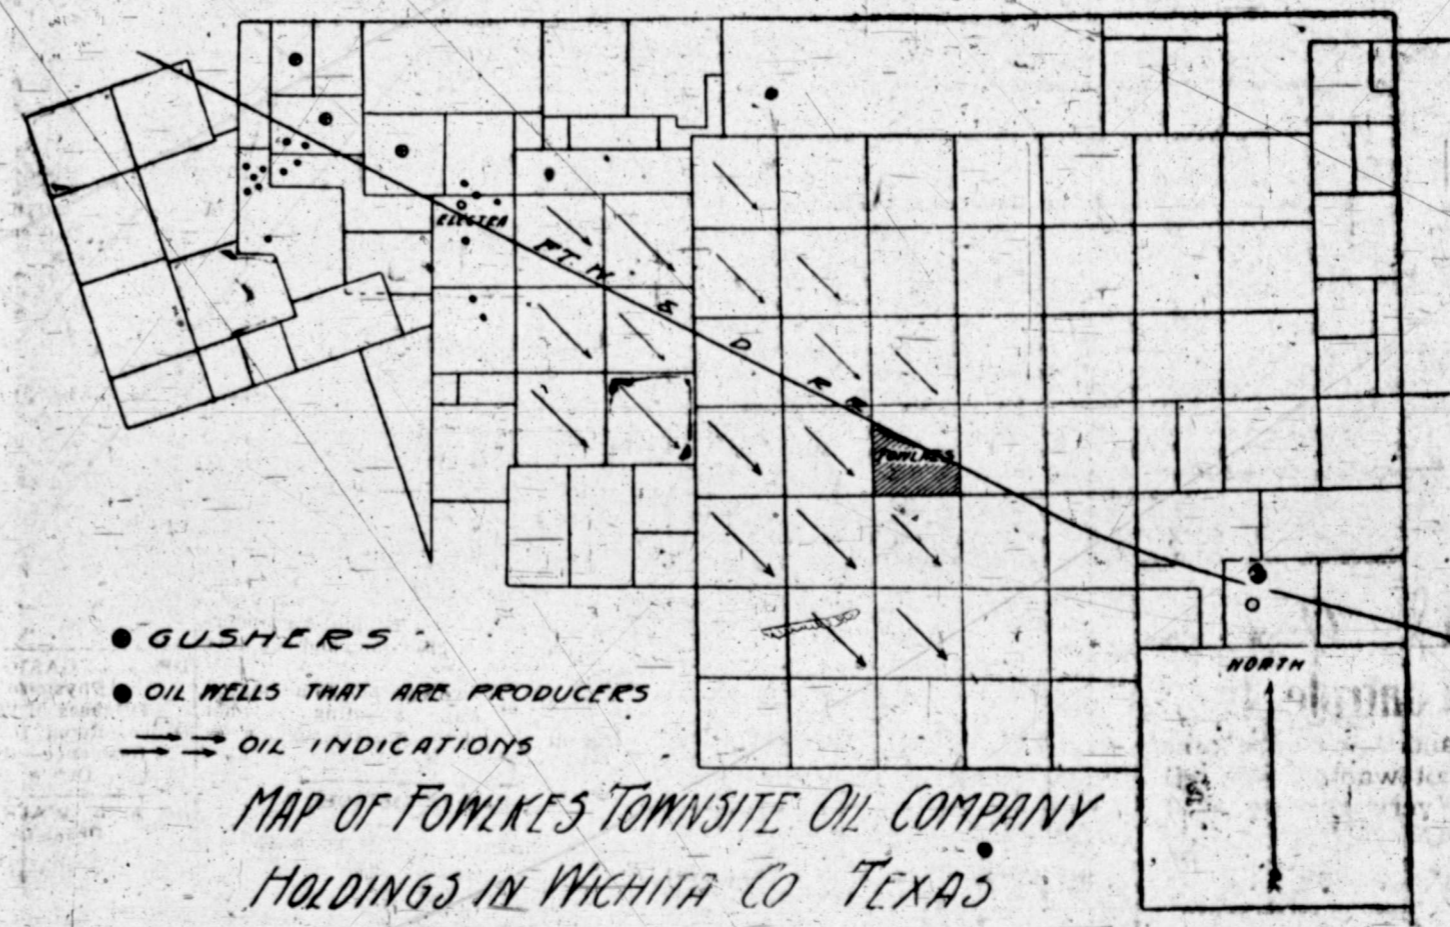 ELECTRA
FT. W & D R R
FOWLKES
NORTH
GUSHERS
OIL WELLS THAT ARE PRODUCERS
OIL INDICATIONS
MAP OF FOWLKES TOWNSITE OIL COMPANY
HOLDINGS IN WICHITA CO TEXAS